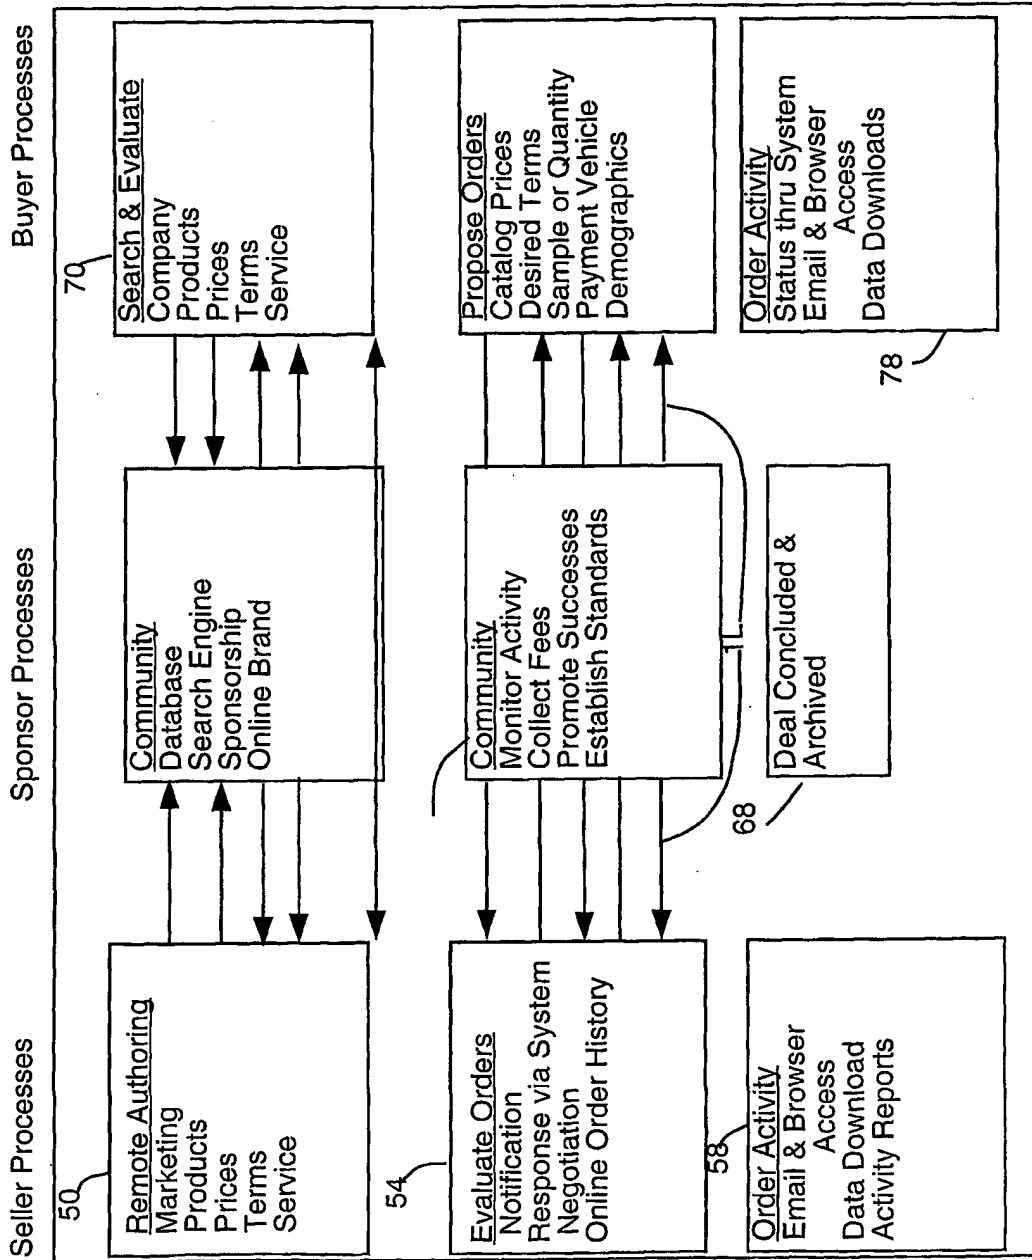 Seller Processes
Sponsor Processes
Buyer Processes
50
Remote Authoring
Marketing
Products
Prices
Terms
Service
Community
Database
Search Engine
Sponsorship
Online Brand
70
Search & Evaluate
Company
Products
Prices
Terms
Service
54
Evaluate Orders
Notification
Response via System
Negotiation
Online Order History
Community
Monitor Activity
Collect Fees
Promote Successes
Establish Standards
Propose Orders
Catalog Prices
Desired Terms
Sample or Quantity
Payment Vehicle
Demographics
58
Order Activity
Email & Browser
Access
Data Download
Activity Reports
68
Deal Concluded &
Archived
78
Order Activity
Status thru System
Email & Browser
Access
Data Downloads